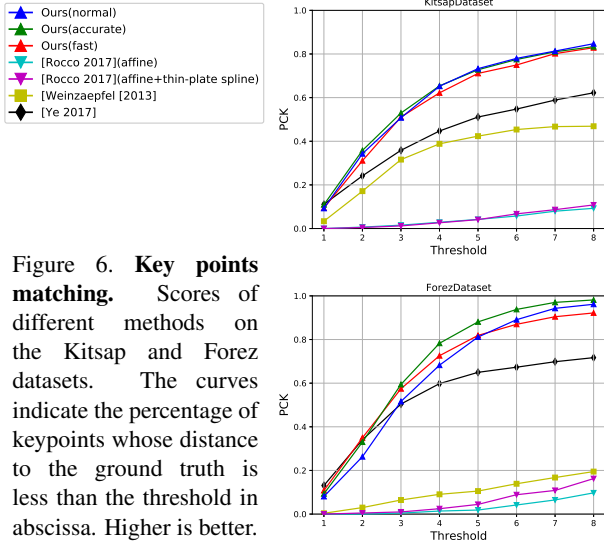 Ours(normal)
Ours(accurate)
Ours(fast)
[Rocco 2017](affine)
[Rocco 2017](affine+thin-plate spline)
[Weinzaepfel [2013]
[Ye 2017]
Figure 6. Key points
matching. Scores of
different methods on
the Kitsap and Forez
datasets. The curves
indicate the percentage of
keypoints whose distance
to the ground truth is
less than the threshold in
abscissa. Higher is better.
KitsapDataset
1.0
0.8
0.6
0.4
0.2
0.0
PCK
1 2 3 4 5 6 7 8
Threshold
ForezDataset
1.0
0.8
0.6
0.4
0.2
0.0
PCK
1 2 3 4 5 6 7 8
Threshold